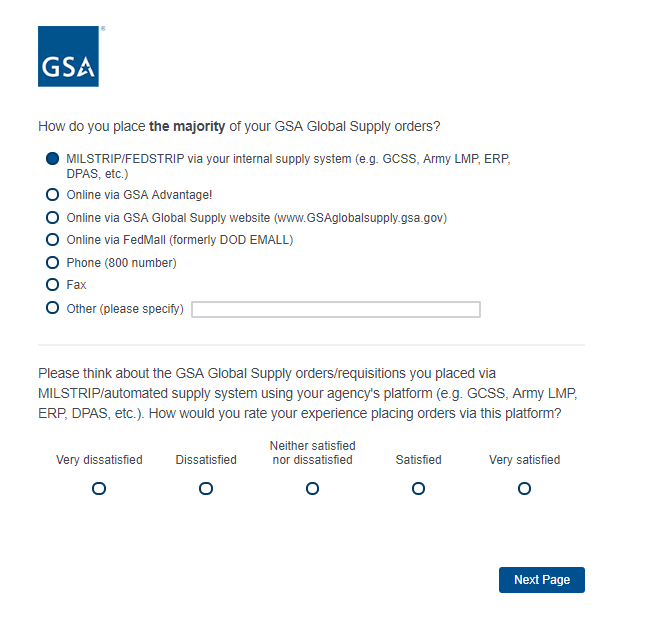 GSA
®
How do you place the majority of your GSA Global Supply orders?
MILSTRIP/FEDSTRIP via your internal supply system (e.g. GCSS, Army LMP, ERP,
DPAS, etc.)
Online via GSA Advantage!
Online via GSA Global Supply website (www.GSAglobalsupply.gsa.gov)
Online via FedMall (formerly DOD EMALL)
Phone (800 number)
Fax
Other (please specify)
Please think about the GSA Global Supply orders/requisitions you placed via
MILSTRIP/automated supply system using your agency's platform (e.g. GCSS, Army LMP,
ERP, DPAS, etc.). How would you rate your experience placing orders via this platform?
Very dissatisfied
Dissatisfied
Neither satisfied
nor dissatisfied
Satisfied
Very satisfied
Next Page